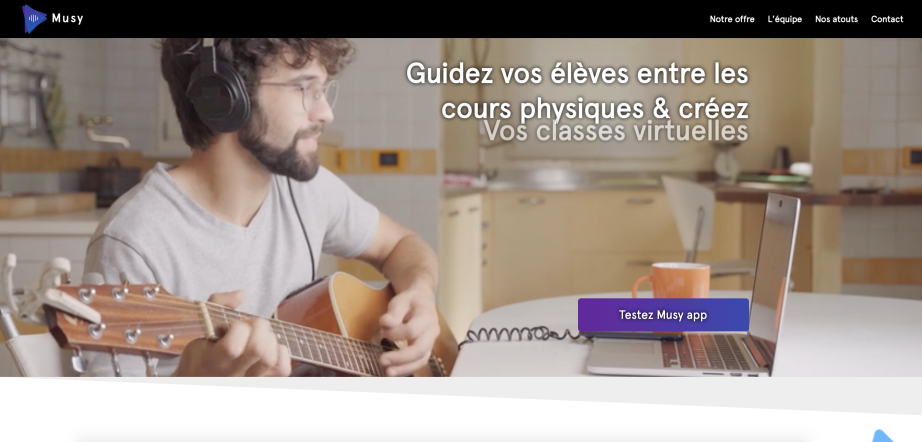 Musy
Notre offre
L'équipe
Nos atouts
Contact
Guidez vos élèves entre les
cours physiques & créez
Vos classes virtuelles
Testez Musy app